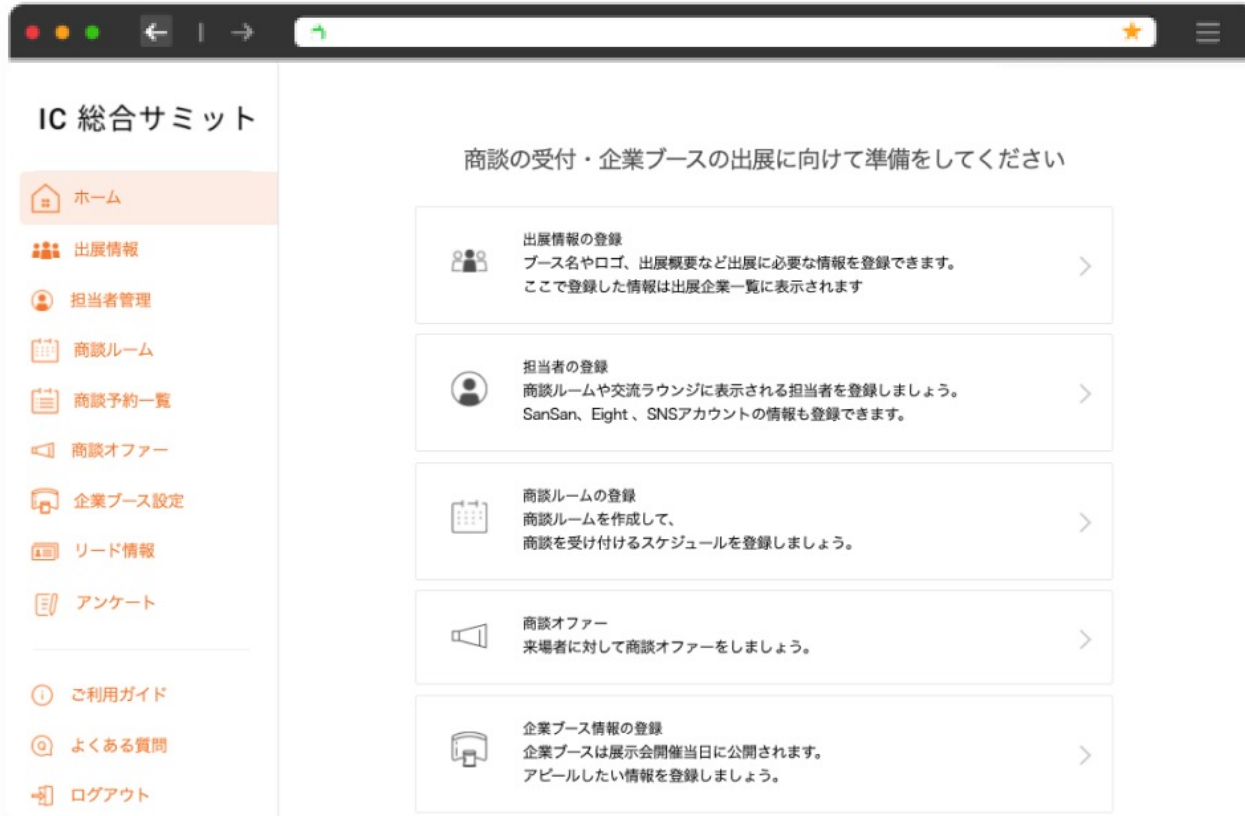 IC 総合サミット
ホーム
出展情報
担当者管理
商談ルーム
商談予約一覧
商談オファー
企業ブース設定
リード情報
アンケート
ご利用ガイド
よくある質問
ログアウト
商談の受付・企業ブースの出展に向けて準備をしてください
出展情報の登録
ブース名やロゴ、出展概要など出展に必要な情報を登録できます。
ここで登録した情報は出展企業一覧に表示されます
担当者の登録
商談ルームや交流ラウンジに表示される担当者を登録しましょう。
SanSan、Eight 、SNSアカウントの情報も登録できます。
商談ルームの登録
商談ルームを作成して、
商談を受け付けるスケジュールを登録しましょう。
商談オファー
来場者に対して商談オファーをしましょう。
企業ブース情報の登録
企業ブースは展示会開催当日に公開されます。
アピールしたい情報を登録しましょう。